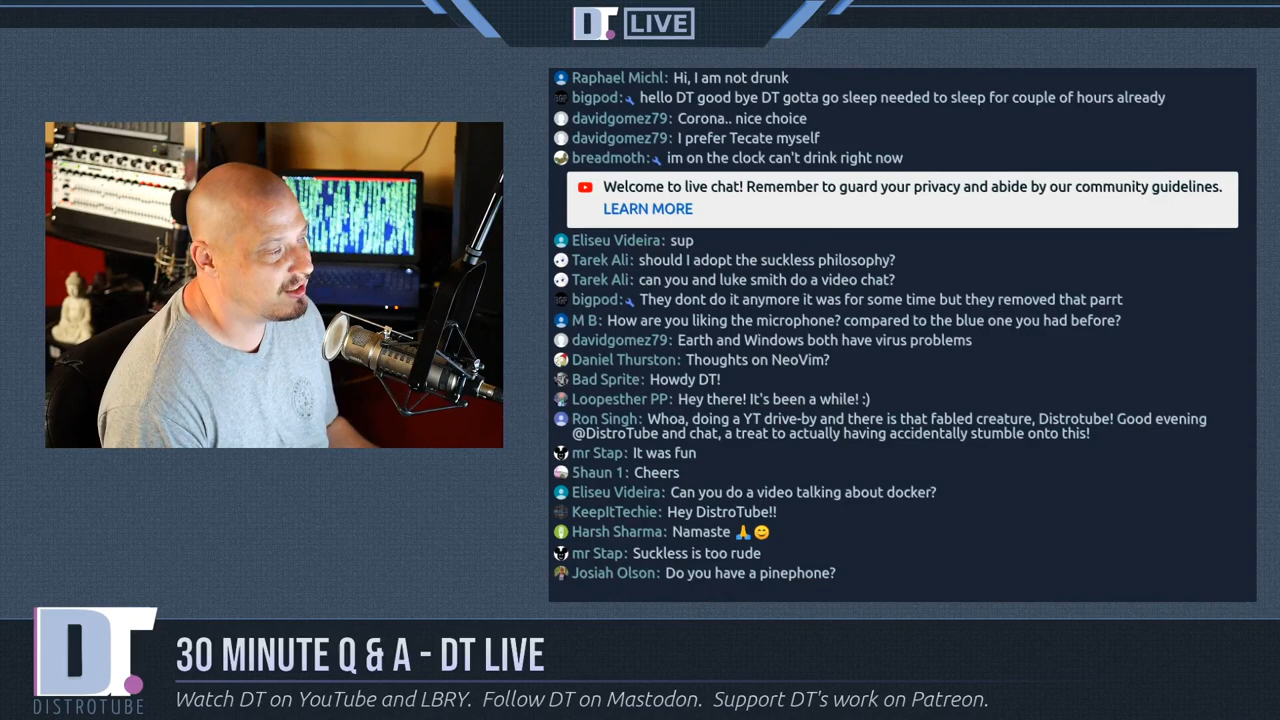 DT. LIVE
Raphael Michl: Hi, I am not drunk
bigpod: hello DT good bye DT gotta go sleep needed to sleep for couple of hours already
davidgomez79: Corona.. nice choice
davidgomez79: I prefer Tecate myself
breadmoth: im on the clock can't drink right now
Welcome to live chat! Remember to guard your privacy and abide by our community guidelines.
LEARN MORE
Eliseu Videira: sup
Tarek Ali: should I adopt the suckless philosophy?
Tarek Ali: can you and luke smith do a video chat?
bigpod: They dont do it anymore it was for some time but they removed that parrt
M B: How are you liking the microphone? compared to the blue one you had before?
davidgomez79: Earth and Windows both have virus problems
Daniel Thurston: Thoughts on NeoVim?
Bad Sprite: Howdy DT!
Loopesther PP: Hey there! It's been a while! :)
Ron Singh: Whoa, doing a YT drive-by and there is that fabled creature, Distrotube! Good evening
@DistroTube and chat, a treat to actually having accidentally stumble onto this!
mr Stap: It was fun
Shaun 1: Cheers
Eliseu Videira: Can you do a video talking about docker?
KeepItTechie: Hey DistroTube!!
Harsh Sharma: Namaste 🙏 😊
mr Stap: Suckless is too rude
Josiah Olson: Do you have a pinephone?
DT.
DISTROTUBE
30 MINUTE Q & A - DT LIVE
Watch DT on YouTube and LBRY. Follow DT on Mastodon. Support DT's work on Patreon.